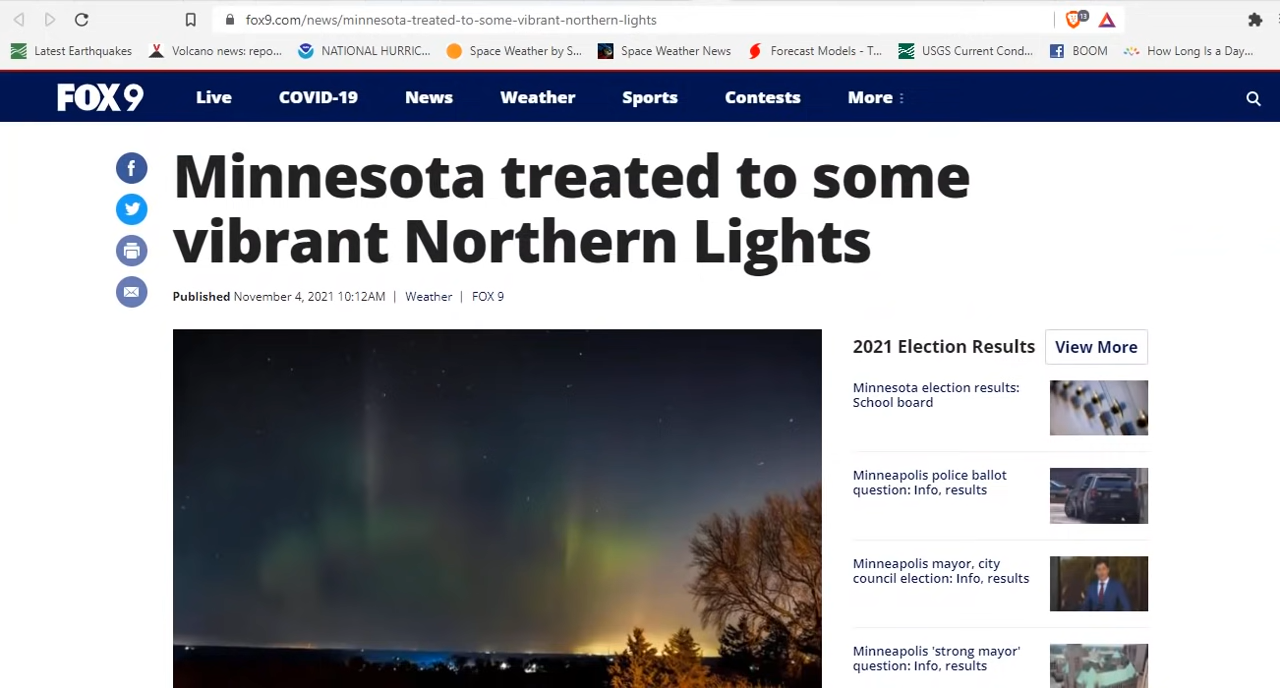 fox9.com/news/minnesota-treated-to-some-vibrant-northern-lights
13
Latest Earthquakes
Volcano news: repo...
NATIONAL HURRIC...
Space Weather by S...
Space Weather News
Forecast Models - T...
USGS Current Cond...
BOOM
How Long Is a Day...
FOX 9
Live
COVID-19
News
Weather
Sports
Contests
More
Minnesota treated to some
vibrant Northern Lights
Published November 4, 2021 10:12AM | Weather | FOX 9
2021 Election Results
View More
Minnesota election results:
School board
Minneapolis police ballot
question: Info, results
Minneapolis mayor, city
council election: Info, results
Minneapolis 'strong mayor'
question: Info, results